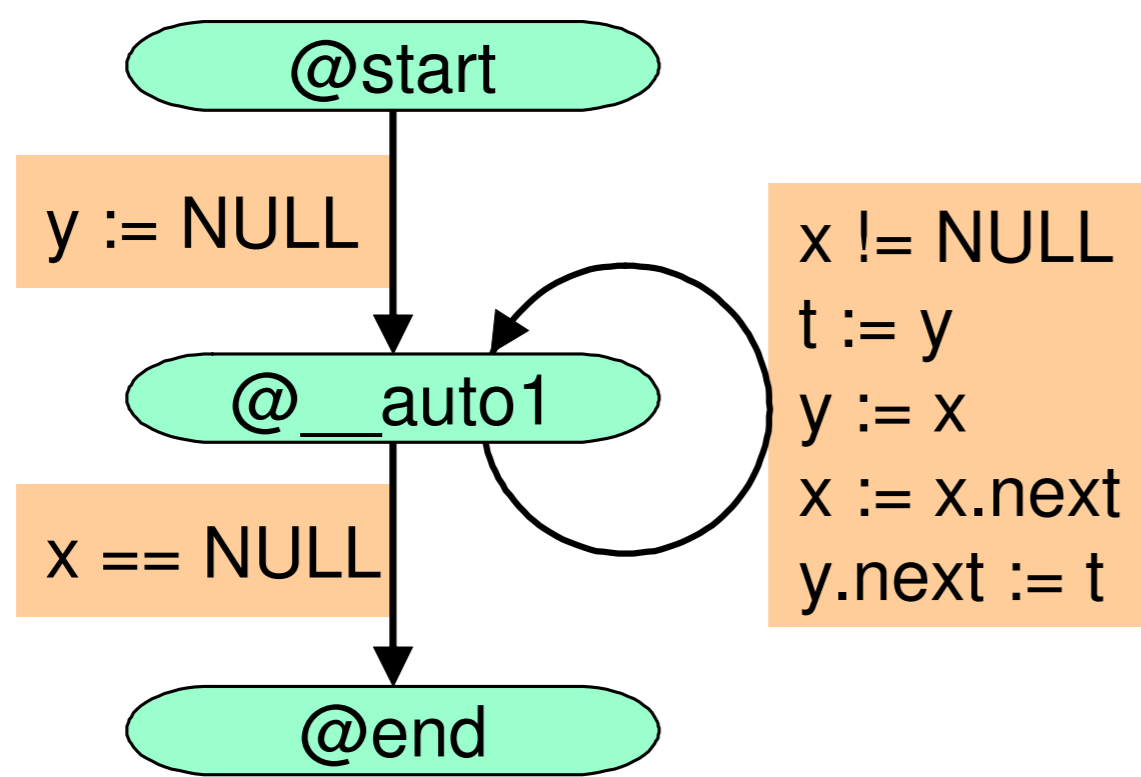 @start
y := NULL
x != NULL
t := y
y := x
x := x.next
y.next := t
@__auto1
x == NULL
@end